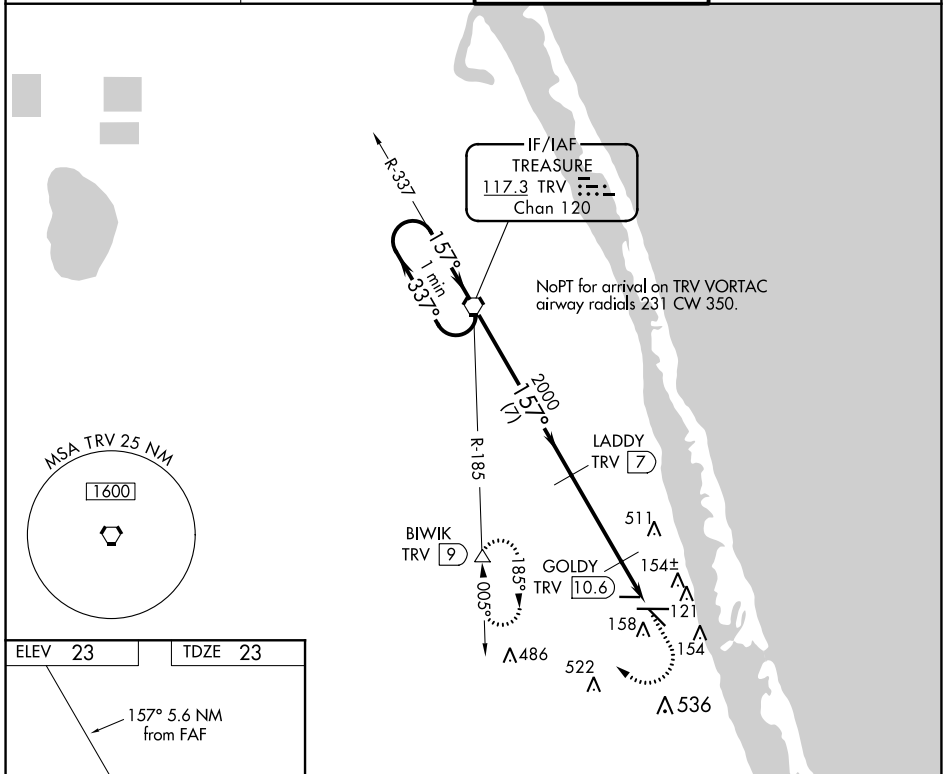 IF/IAF
TREASURE
117.3 TRV
Chan 120
R-337
157°
1 min
337°
NoPT for arrival on TRV VORTAC
airway radials 231 CW 350.
2000
157°
(7)
R-185
LADDY
TRV 7
MSA TRV 25 NM
1600
511
BIWIK
TRV 9
185°
005°
GOLDY
TRV 10.6
154±
121
158
154
486
522
536
ELEV 23
TDZE 23
157° 5.6 NM
from FAF